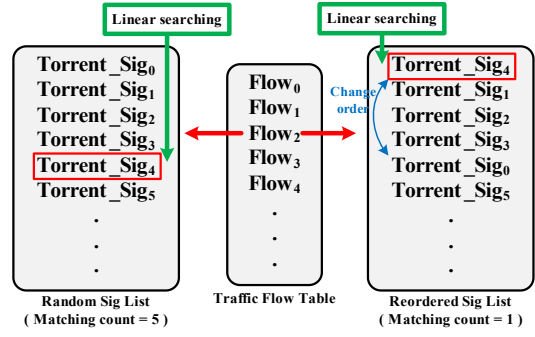 Linear searching
Linear searching
Torrent_Sig0
Torrent_Sig1
Torrent_Sig2
Torrent_Sig3
Torrent_Sig4
Torrent_Sig5
.
.
.
Random Sig List
( Matching count = 5 )
Flow0
Flow1
Flow2
Flow3
Flow4
.
.
.
Traffic Flow Table
Change
order
Torrent_Sig4
Torrent_Sig1
Torrent_Sig2
Torrent_Sig3
Torrent_Sig0
Torrent_Sig5
.
.
.
Reordered Sig List
( Matching count = 1 )